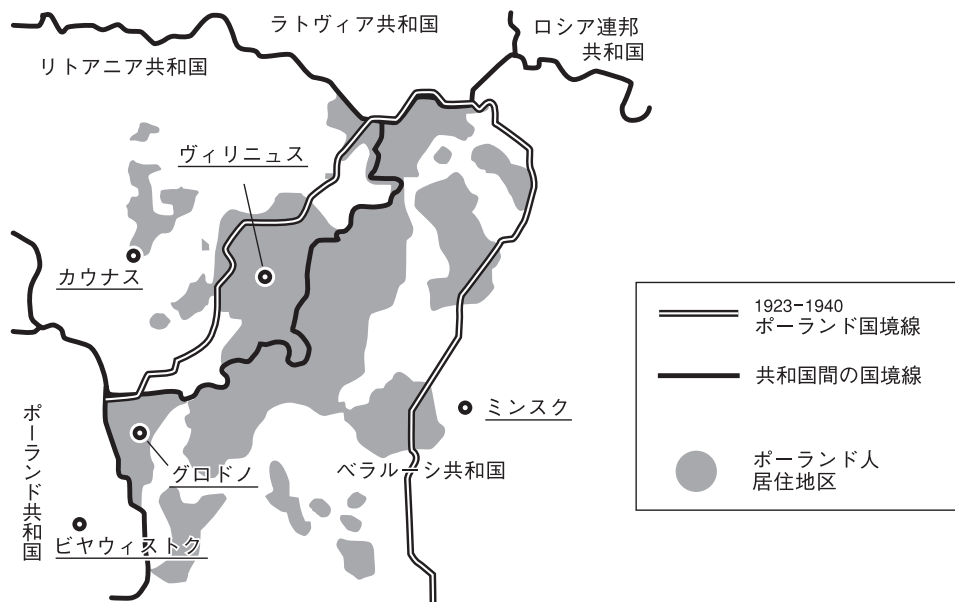 ラトヴィア共和国
ロシア連邦
共和国
リトアニア共和国
ヴィリニュス
カウナス
1923-1940
ポーランド国境線
共和国間の国境線
ミンスク
ポーランド共和国
ベラルーシ共和国
グロドノ
ポーランド人
居住地区
ビヤウィストク